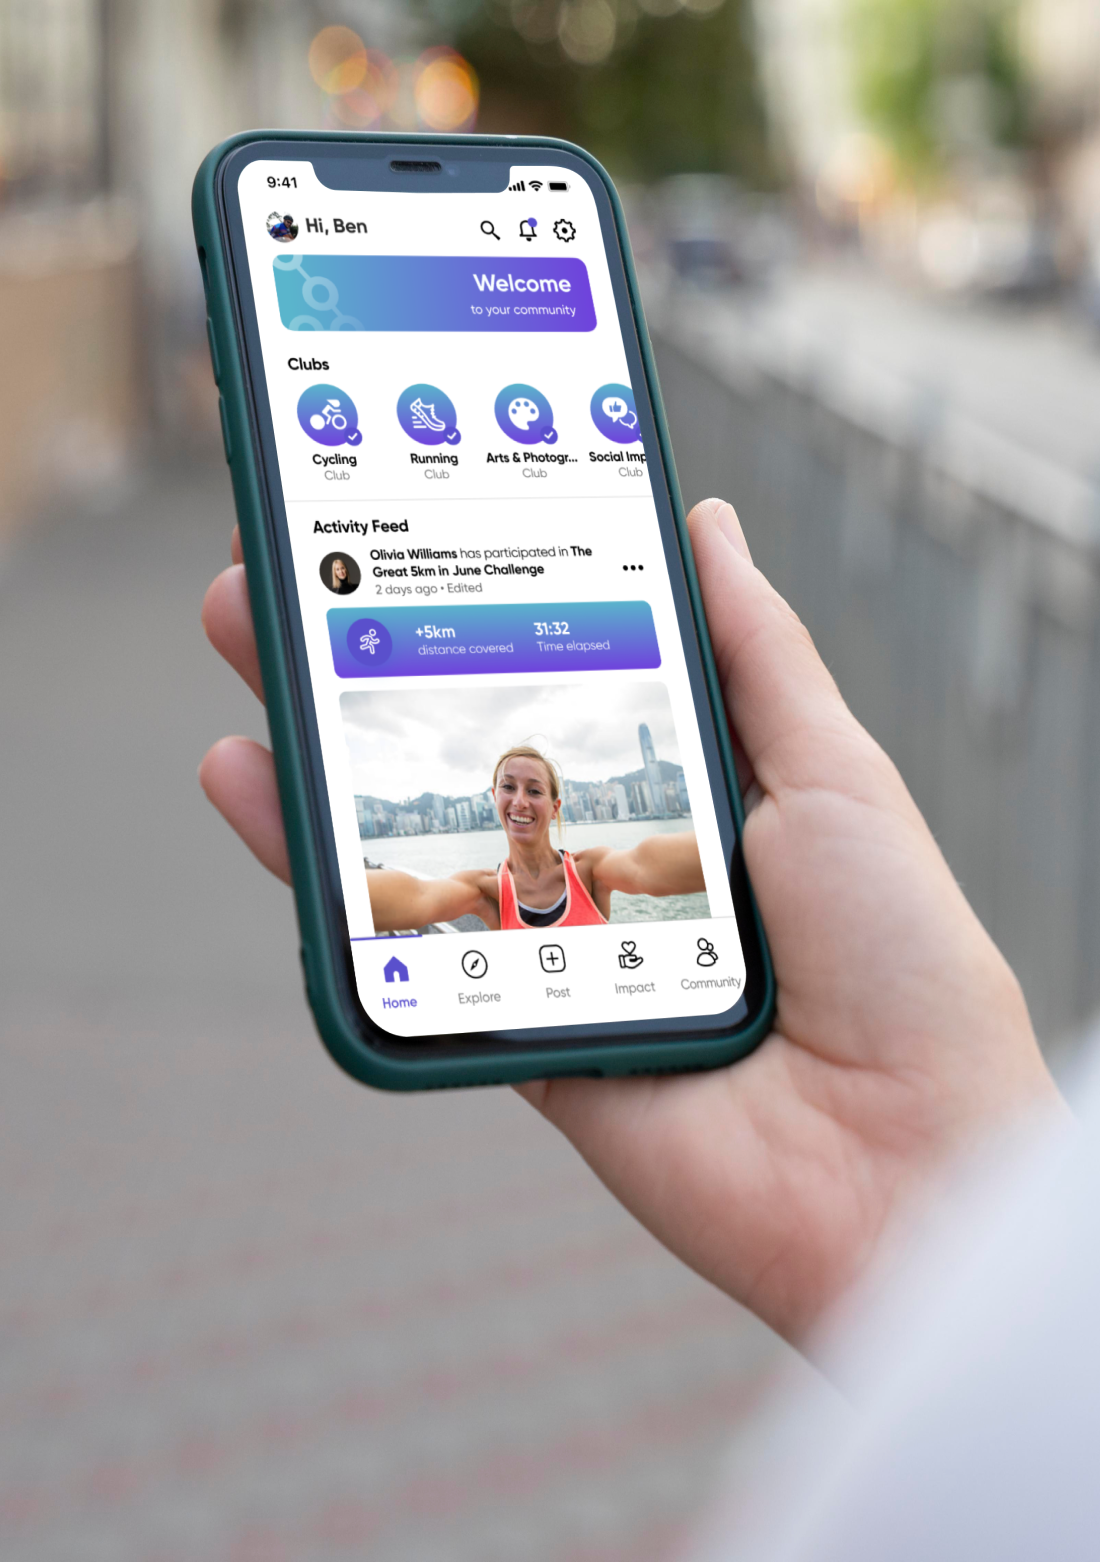 9:41
Hi, Ben
Welcome
to your community
Clubs
Cycling
Club
Running
Club
Arts & Photogr...
Club
Social Imp
Club
Activity Feed
Olivia Williams has participated in The
Great 5km in June Challenge
2 days ago • Edited
+5km
distance covered
31:32
Time elapsed
Home
Explore
Post
Impact
Community